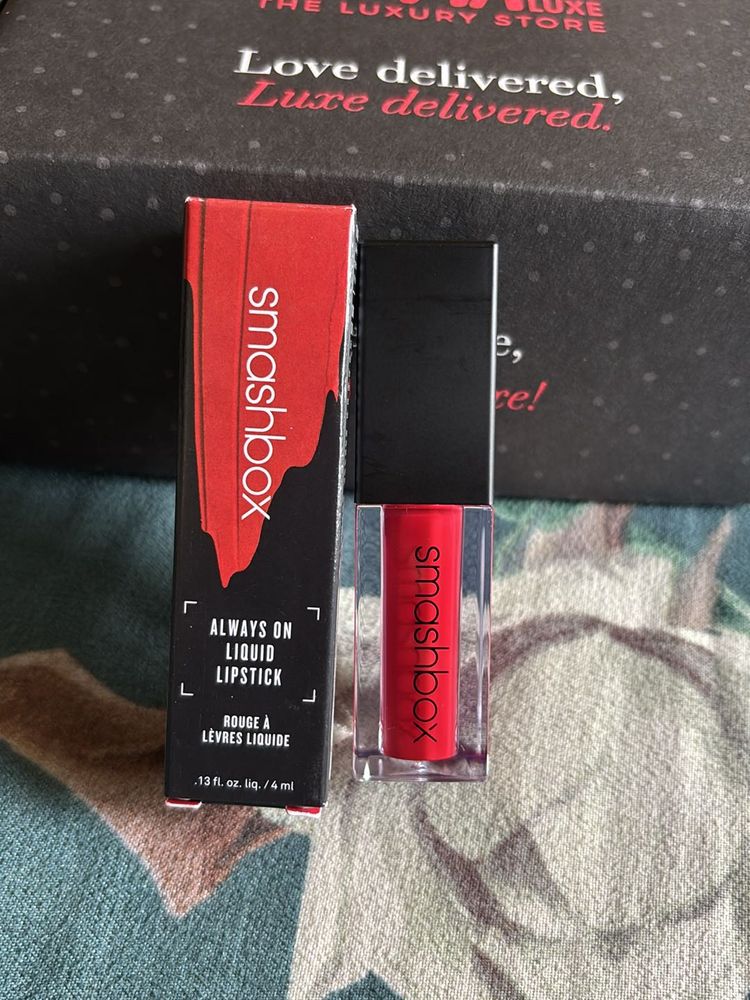 LUXE
THE LUXURY STORE
Love delivered,
Luxe delivered.
smashbox
ALWAYS ON
LIQUID
LIPSTICK
ROUGE À
LÈVRES LIQUIDE
.13 fl. oz. liq. / 4 ml
smashbox